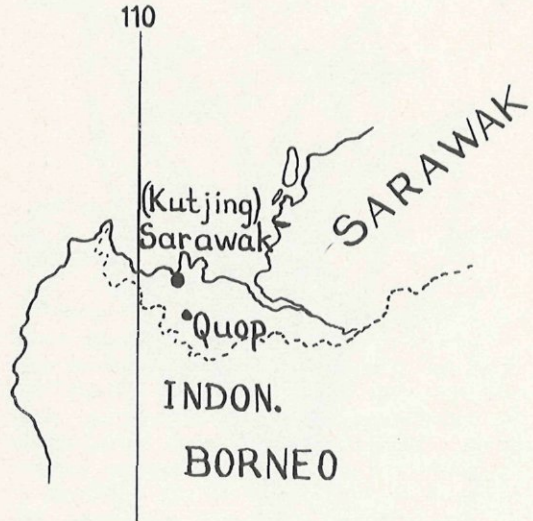 110
SARAWAK
(Kutjing)
Sarawak
Quop
INDON.
BORNEO